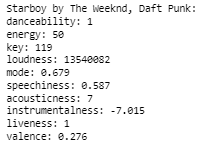 Starboy by The Weeknd, Daft Punk:
danceability: 1
energy: 50
key: 119
loudness: 13540082
mode: 0.679
speechiness: 0.587
acousticness: 7
instrumentalness: -7.015
liveness: 1
valence: 0.276